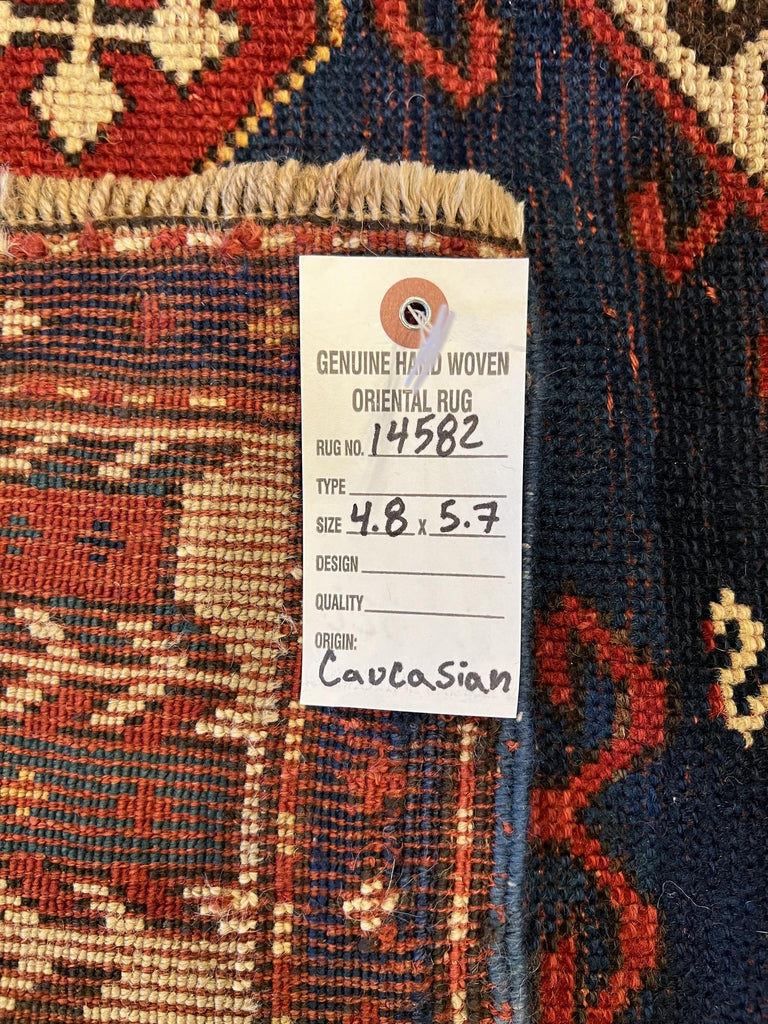 GENUINE HAND WOVEN
ORIENTAL RUG
RUG NO. 14582
TYPE
SIZE 4.8 x 5.7
DESIGN
QUALITY
ORIGIN:
Caucasian